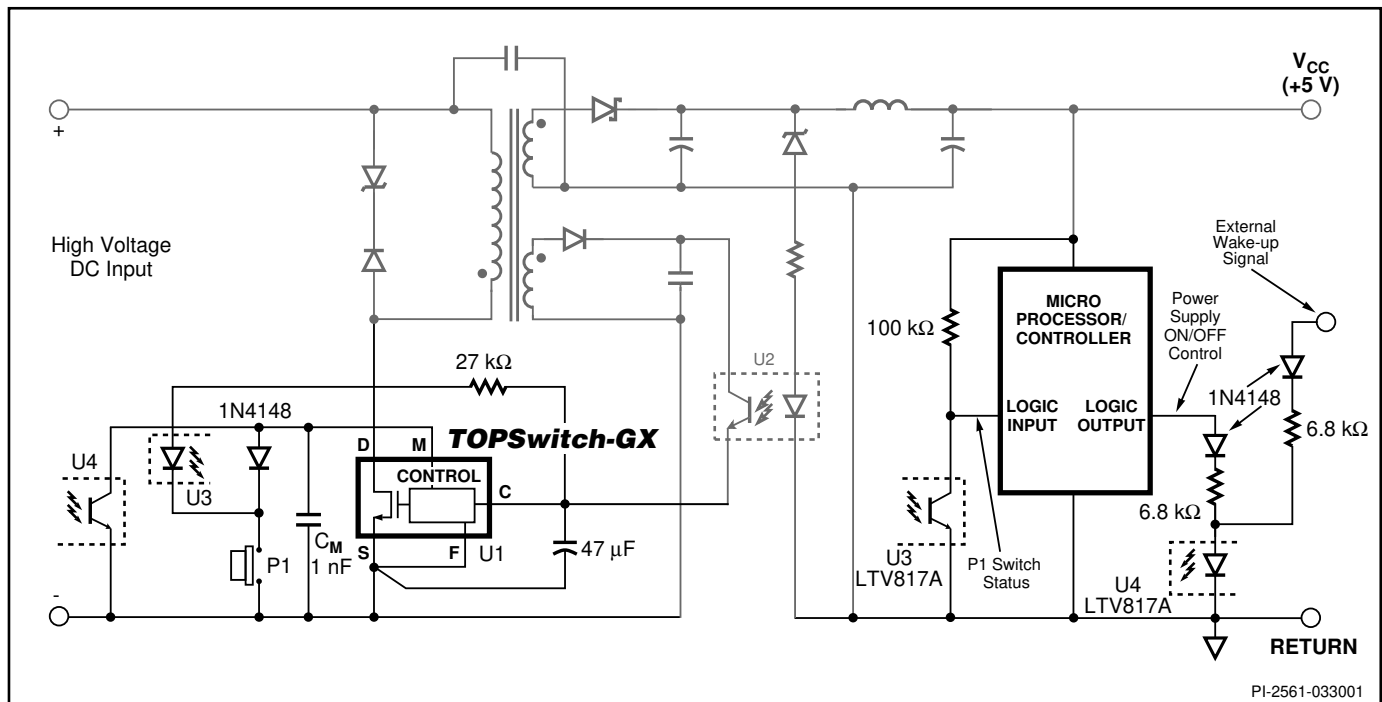 V_CC
(+5 V)
+
High Voltage
DC Input
External
Wake-up
Signal
MICRO
PROCESSOR/
CONTROLLER
Power
Supply
ON/OFF
Control
100 kΩ
U2
27 kΩ
1N4148
1N4148
LOGIC
INPUT
LOGIC
OUTPUT
6.8 kΩ
TOPSwitch-GX
D
M
CONTROL
C
U4
U3
C_M
1 nF
P1
S
F
U1
47 µF
6.8 kΩ
U3
LTV817A
P1 Switch
Status
U4
LTV817A
-
RETURN
PI-2561-033001